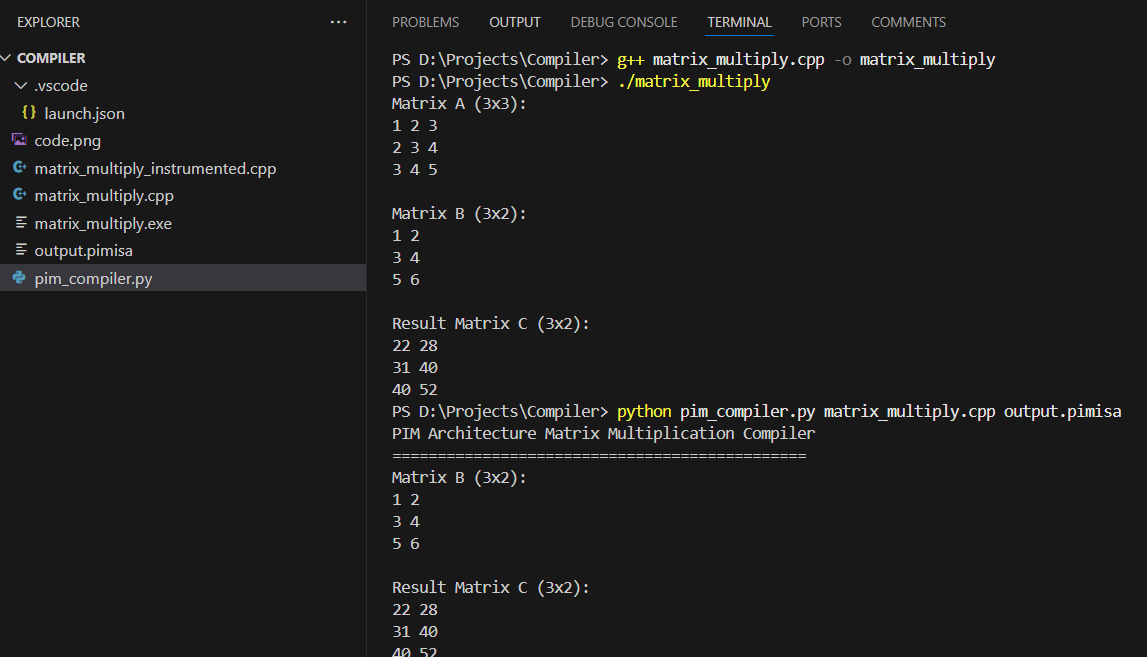 EXPLORER
COMPILER
.vscode
{} launch.json
code.png
matrix_multiply_instrumented.cpp
matrix_multiply.cpp
matrix_multiply.exe
output.pimisa
pim_compiler.py
PROBLEMS OUTPUT DEBUG CONSOLE TERMINAL PORTS COMMENTS
PS D:\Projects\Compiler> g++ matrix_multiply.cpp -o matrix_multiply
PS D:\Projects\Compiler> ./matrix_multiply
Matrix A (3x3):
1 2 3
2 3 4
3 4 5
Matrix B (3x2):
1 2
3 4
5 6
Result Matrix C (3x2):
22 28
31 40
40 52
PS D:\Projects\Compiler> python pim_compiler.py matrix_multiply.cpp output.pimisa
PIM Architecture Matrix Multiplication Compiler
==============================================
Matrix B (3x2):
1 2
3 4
5 6
Result Matrix C (3x2):
22 28
31 40
40 52